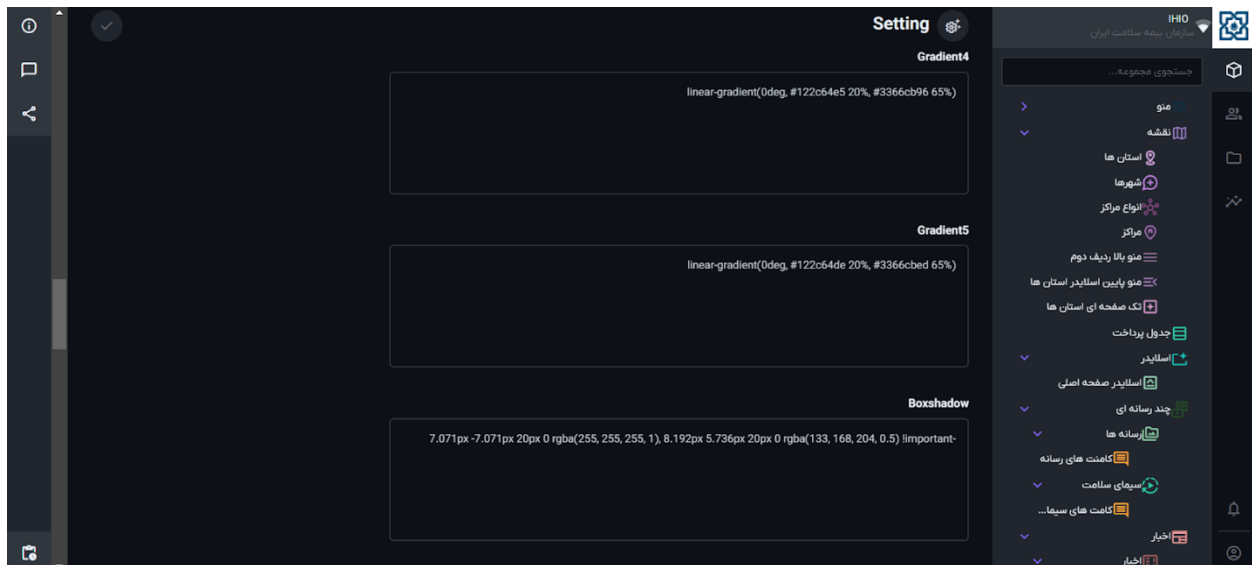 IHIO
سازمان بیمه سلامت ایران
جستجوی مجموعه...
منو
نقشه
استان ها
شهرها
انواع مراکز
مراکز
منو بالا ردیف دوم
منو پایین اسلایدر استان ها
تک صفحه ای استان ها
جدول پرداخت
اسلایدر
اسلایدر صفحه اصلی
چند رسانه ای
رسانه ها
کامنت های رسانه
سیمای سلامت
کامت های سیما...
اخبار
اخبار
Setting
Gradient4
linear-gradient(0deg, #122c64e5 20%, #3366cb96 65%)
Gradient5
linear-gradient(0deg, #122c64de 20%, #3366cbed 65%)
Boxshadow
7.071px -7.071px 20px 0 rgba(255, 255, 255, 1), 8.192px 5.736px 20px 0 rgba(133, 168, 204, 0.5) !important-